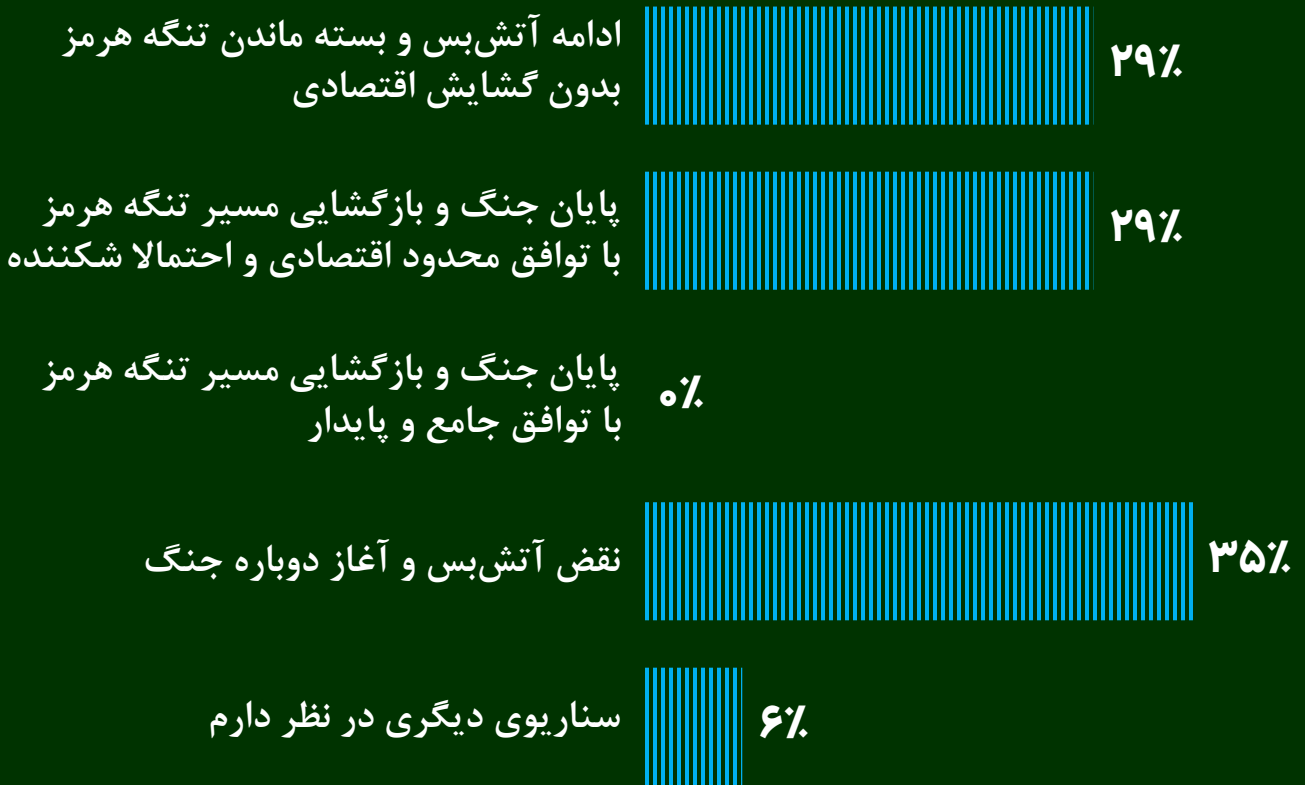 ادامه آتش‌بس و بسته ماندن تنگه هرمز
بدون گشایش اقتصادی
۲۹٪
پایان جنگ و بازگشایی مسیر تنگه هرمز
با توافق محدود اقتصادی و احتمالا شکننده
۲۹٪
پایان جنگ و بازگشایی مسیر تنگه هرمز
با توافق جامع و پایدار
۰٪
نقض آتش‌بس و آغاز دوباره جنگ
۳۵٪
سناریوی دیگری در نظر دارم
۶٪